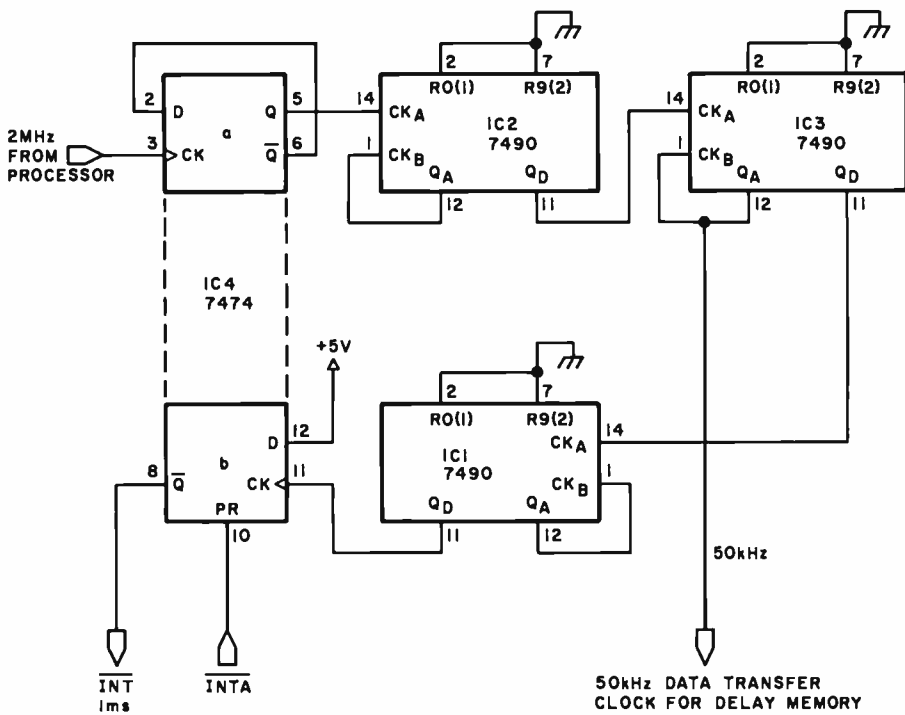 2 7
R0(1) R9(2)
2 D Q 5
a
3 CK Q̅ 6
2MHz
FROM
PROCESSOR
14 CKA
IC2
7490
1 CKB
QA QD
12 11
2 7
R0(1) R9(2)
14 CKA
IC3
7490
1 CKB
QA QD
12 11
IC4
7474
+5V
D 12
b
8 Q̅ CK 11
PR
10
2 7
R0(1) R9(2)
CKA 14
IC1
7490
CKB 1
QD QA
11 12
50kHz
I̅N̅T̅
1ms
I̅N̅T̅A̅
50kHz DATA TRANSFER
CLOCK FOR DELAY MEMORY